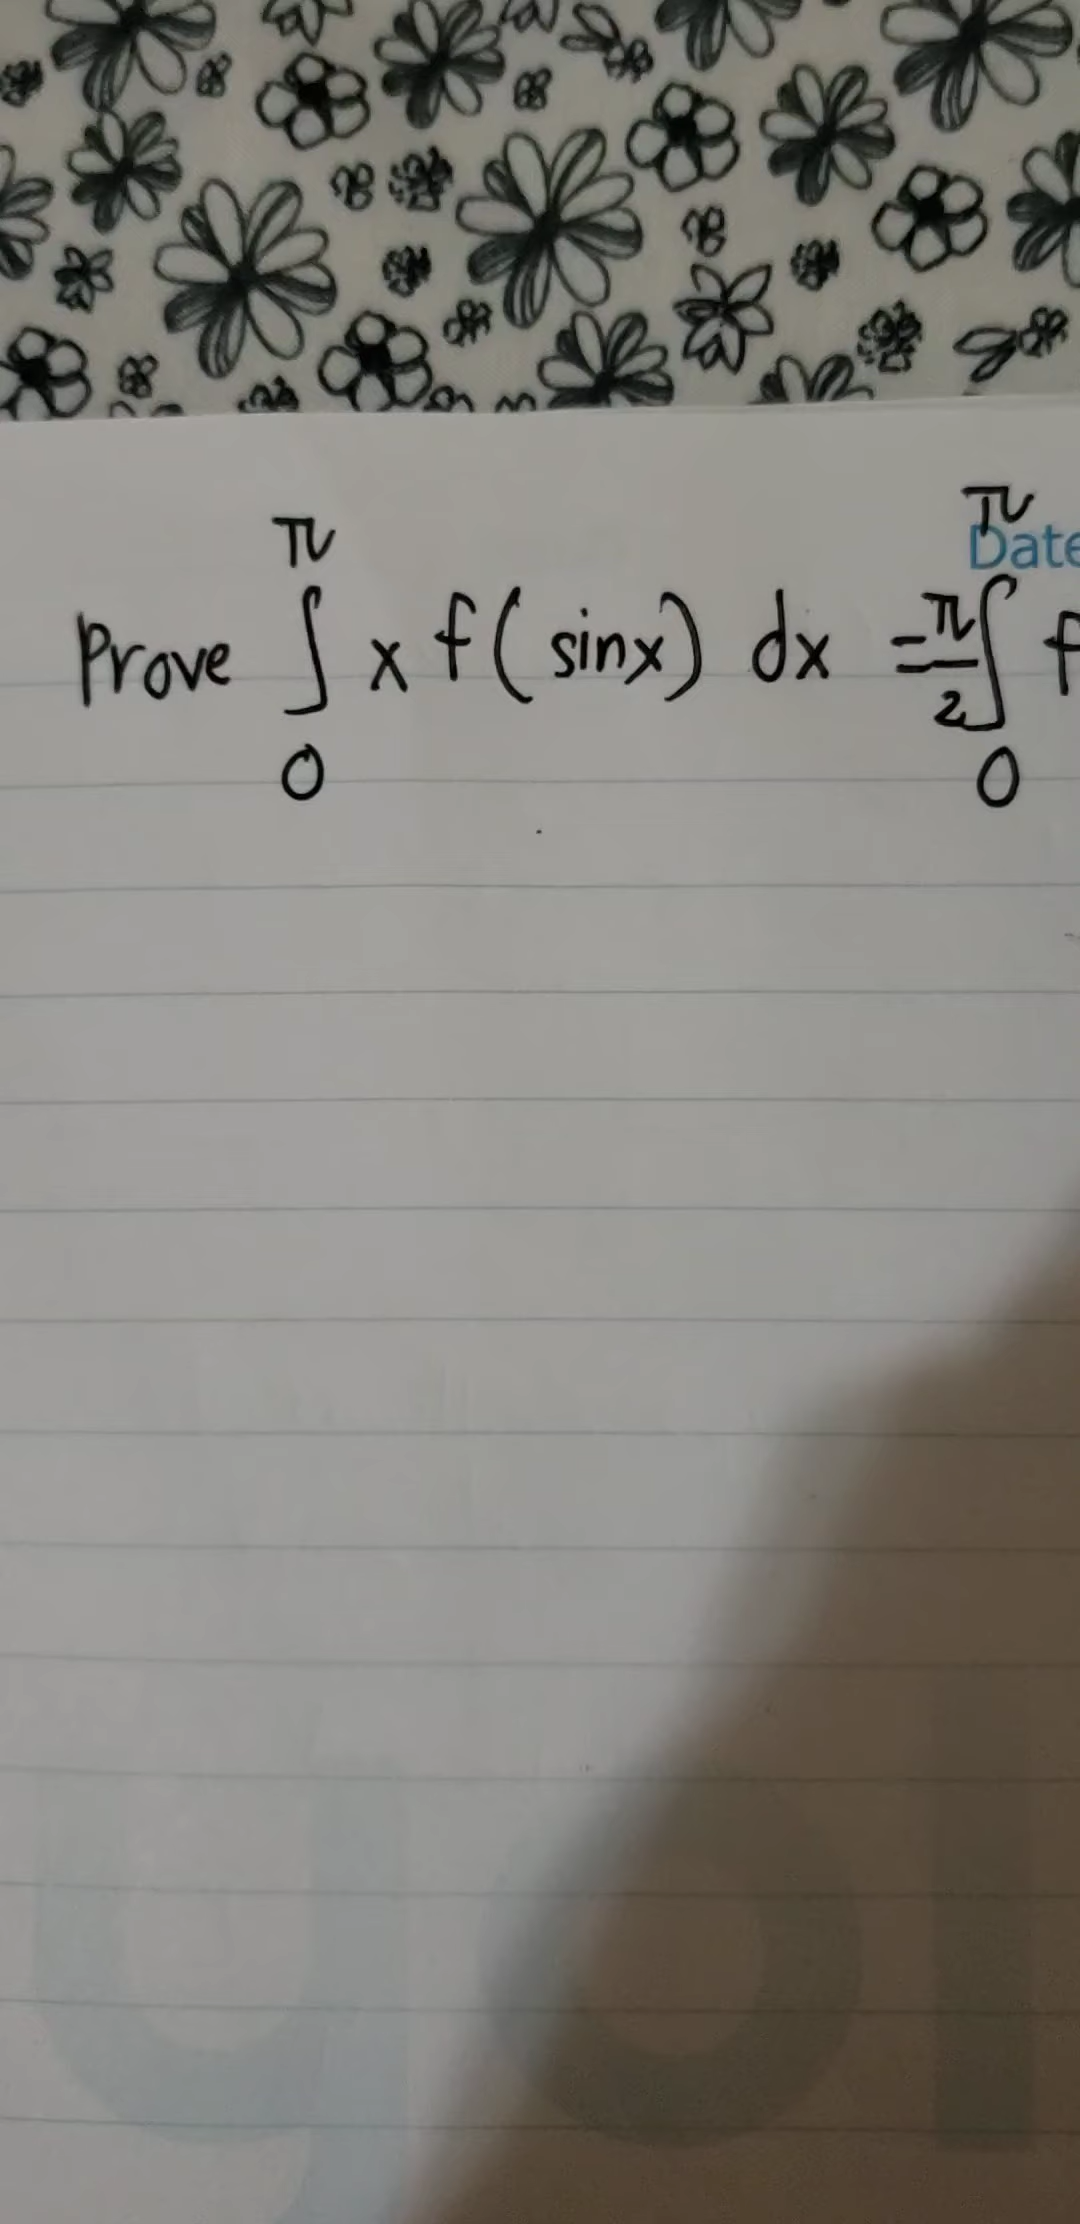 Prove ∫₀^π x f(sinx) dx = π/2 ∫₀^π f
Date